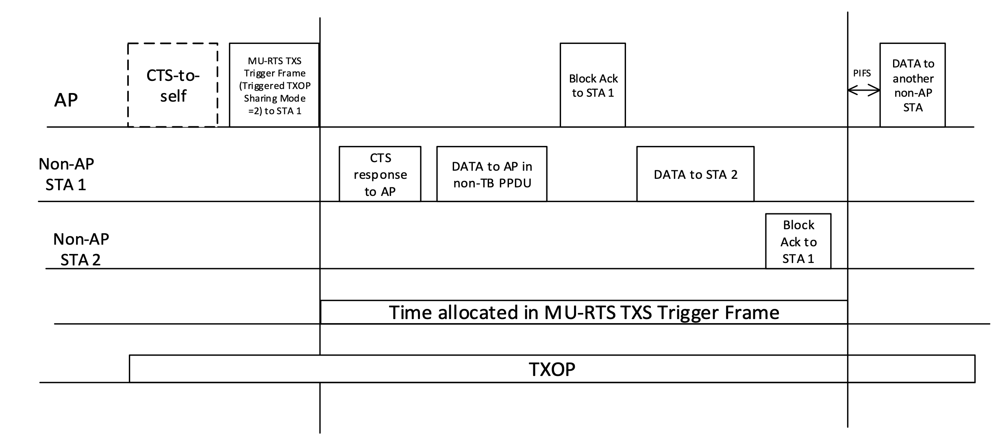 AP
CTS-to-
self
MU-RTS TXS
Trigger Frame
(Triggered TXOP
Sharing Mode
=2) to STA 1
Block Ack
to STA 1
PIFS
DATA to
another
non-AP
STA
Non-AP
STA 1
CTS
response
to AP
DATA to AP in
non-TB PPDU
DATA to STA 2
Non-AP
STA 2
Block
Ack to
STA 1
Time allocated in MU-RTS TXS Trigger Frame
TXOP